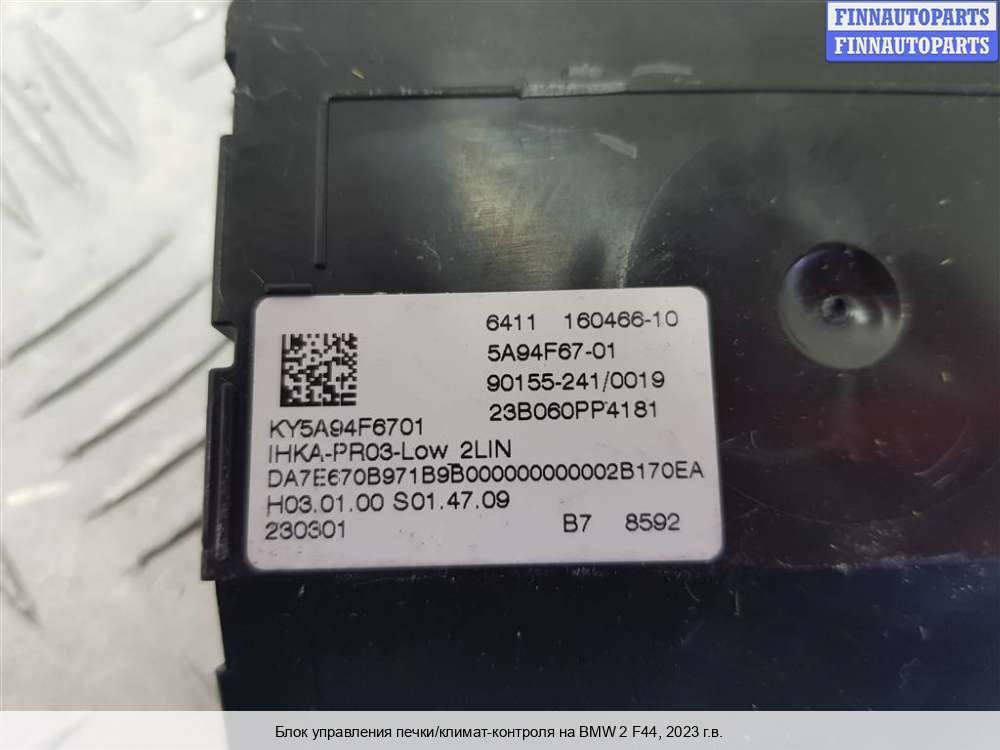 FINNAUTOPARTS
FINNAUTOPARTS
6411 160466-10
5A94F67-01
90155-241/0019
23B060PP4181
KY5A94F6701
IHKA-PR03-Low 2LIN
DA7E670B971B9B000000000002B170EA
H03.01.00 S01.47.09
230301 B7 8592
Блок управления печки/климат-контроля на BMW 2 F44, 2023 г.в.